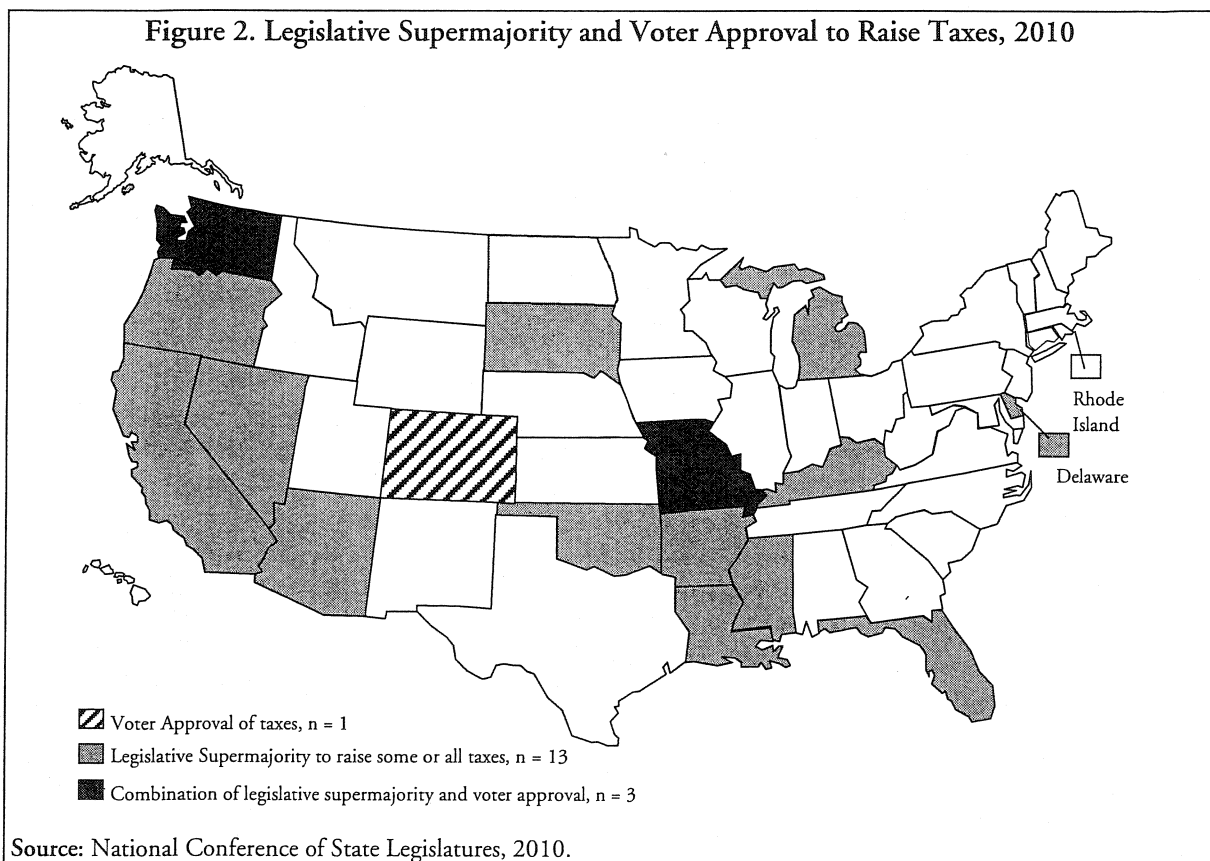 Figure 2. Legislative Supermajority and Voter Approval to Raise Taxes, 2010
Rhode
Island
Delaware
Voter Approval of taxes, n = 1
Legislative Supermajority to raise some or all taxes, n = 13
Combination of legislative supermajority and voter approval, n = 3
Source: National Conference of State Legislatures, 2010.